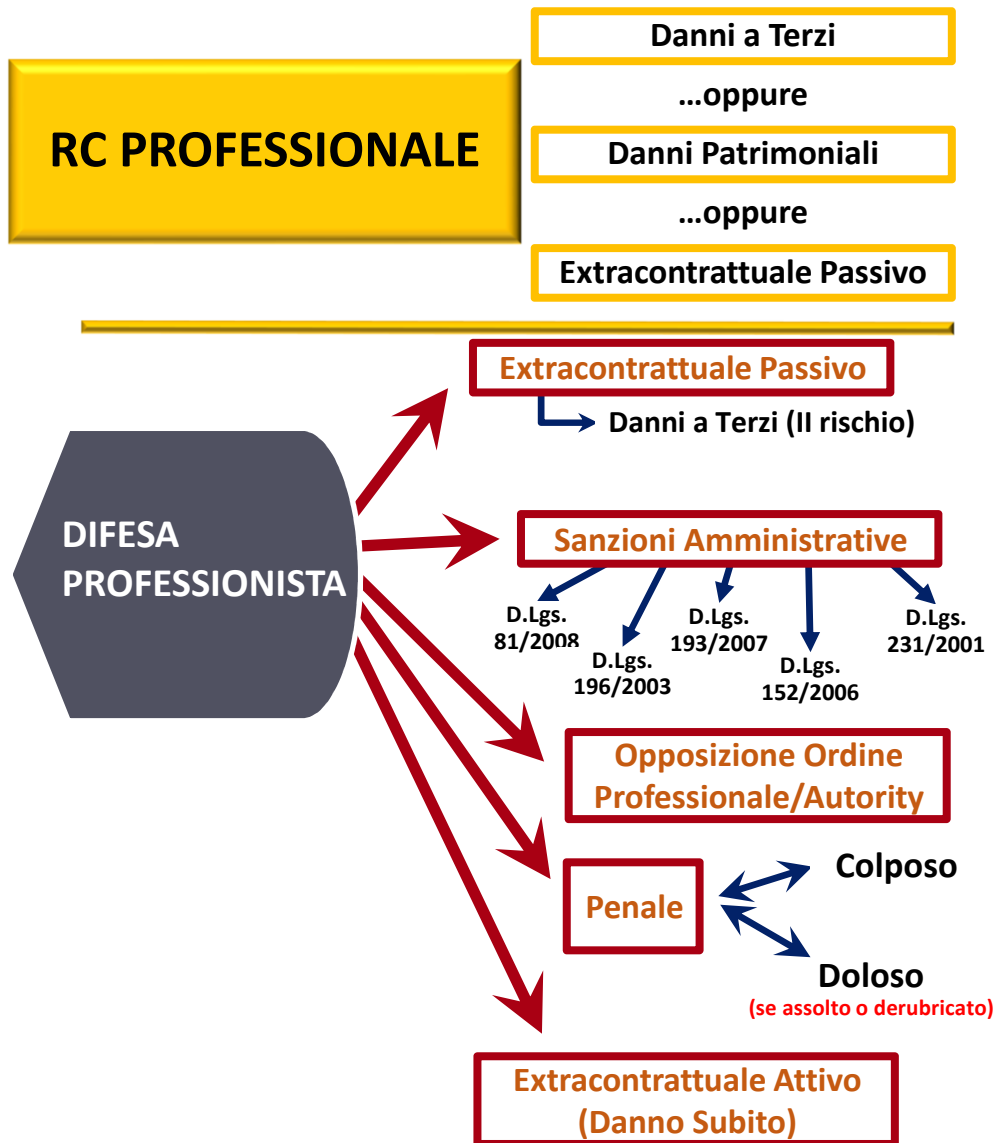 RC PROFESSIONALE
Danni a Terzi
...oppure
Danni Patrimoniali
...oppure
Extracontrattuale Passivo
DIFESA
PROFESSIONISTA
Extracontrattuale Passivo
Danni a Terzi (II rischio)
Sanzioni Amministrative
D.Lgs.
81/2008
D.Lgs.
196/2003
D.Lgs.
193/2007
D.Lgs.
152/2006
D.Lgs.
231/2001
Opposizione Ordine
Professionale/Autority
Penale
Colposo
Doloso
(se assolto o derubricato)
Extracontrattuale Attivo
(Danno Subito)